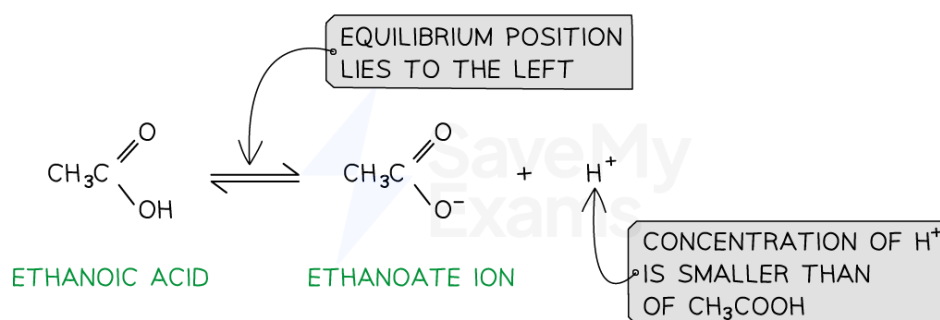 EQUILIBRIUM POSITION
LIES TO THE LEFT
O
CH₃C
OH
O
CH₃C
O⁻
+
H⁺
SaveMy
Exams
ETHANOIC ACID
ETHANOATE ION
CONCENTRATION OF H⁺
IS SMALLER THAN
OF CH₃COOH